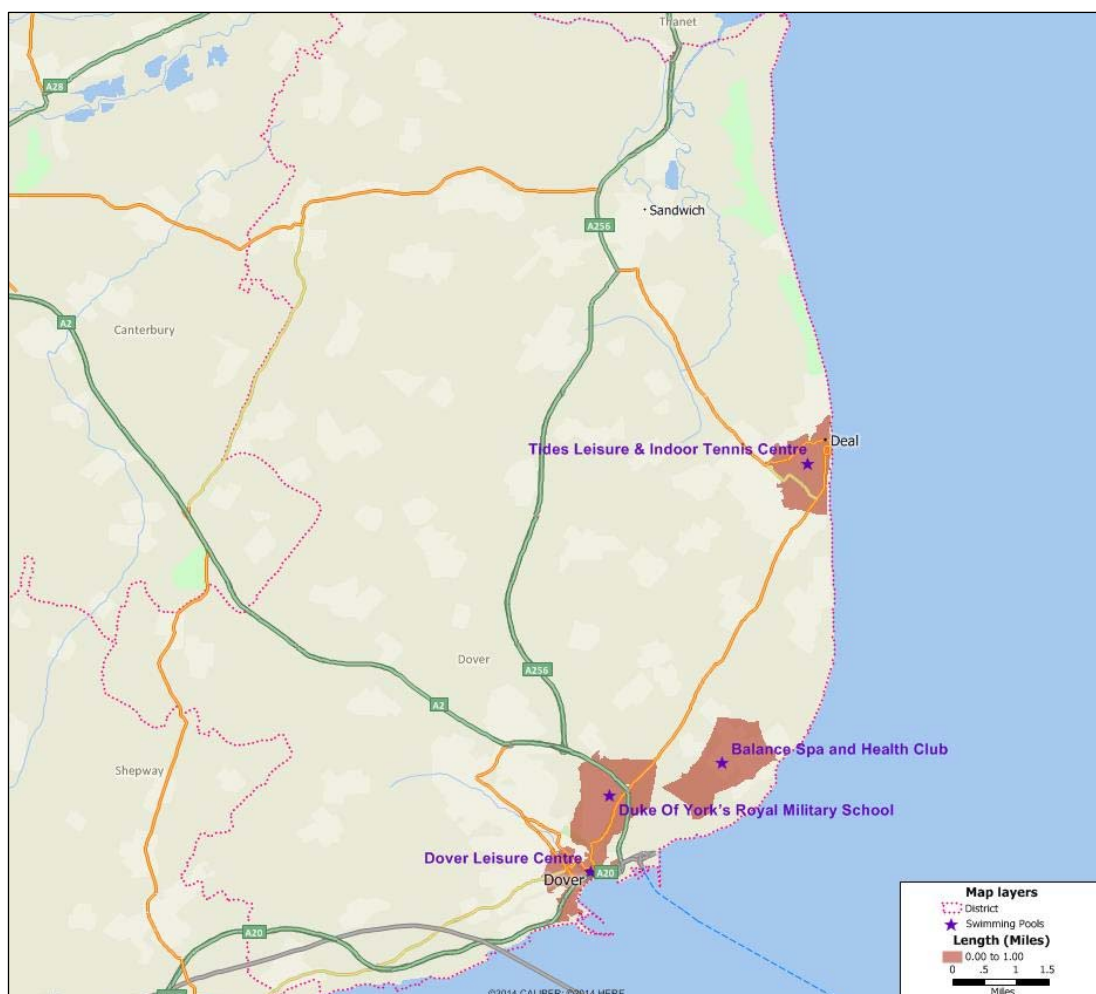 Thanet
A28
Sandwich
A256
A2
Canterbury
Deal
Tides Leisure & Indoor Tennis Centre
Dover
A256
A2
Balance Spa and Health Club
Shepway
Duke Of York's Royal Military School
Dover Leisure Centre
A20
Dover
A20
Map layers
District
Swimming Pools
Length (Miles)
0.00 to 1.00
0 .5 1 1.5
Miles
©2014 CALIPER; ©2014 HERE